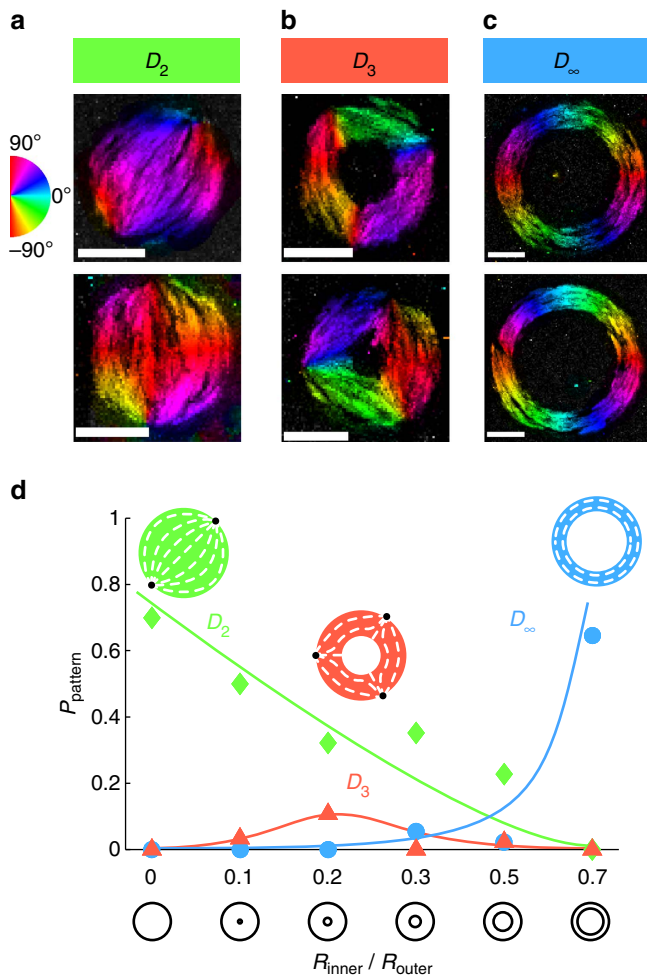 a
b
c
D2
D3
D∞
90°
0°
–90°
d
1
0.8
0.6
0.4
0.2
0
Ppattern
D2
D3
D∞
0 0.1 0.2 0.3 0.5 0.7
Rinner / Router